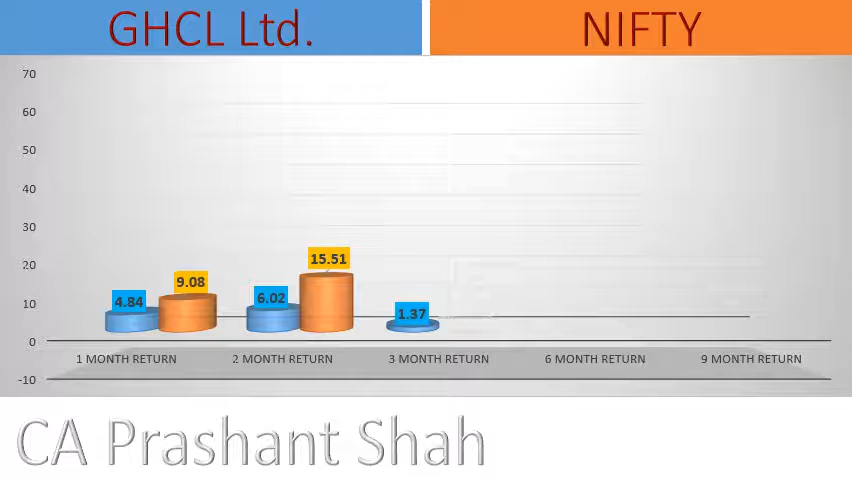 GHCL Ltd.
NIFTY
70
60
50
40
30
20
10
0
-10
4.84
9.08
6.02
15.51
1.37
1 MONTH RETURN
2 MONTH RETURN
3 MONTH RETURN
6 MONTH RETURN
9 MONTH RETURN
CA Prashant Shah